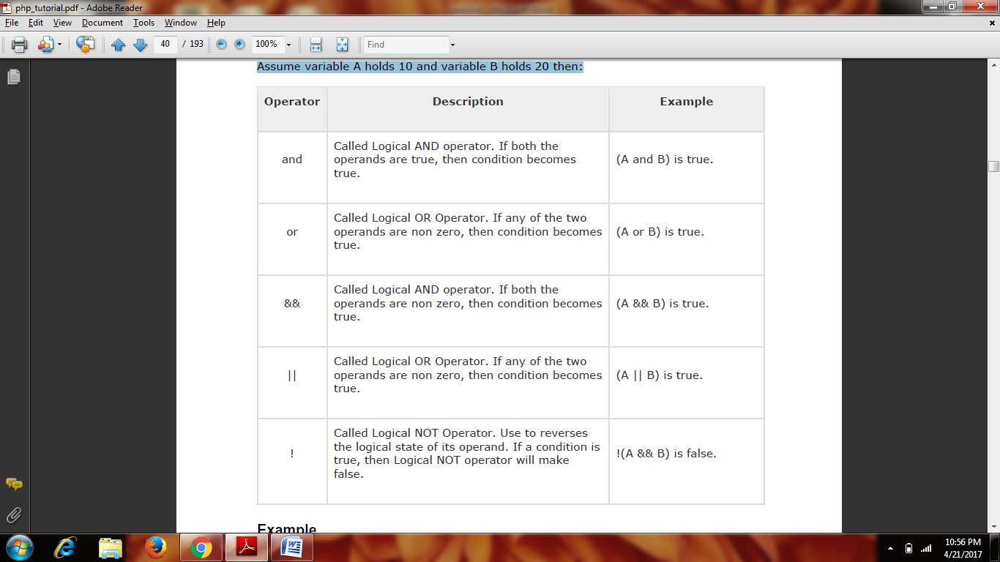 php_tutorial.pdf - Adobe Reader
File Edit View Document Tools Window Help
40 / 193 100% Find
Assume variable A holds 10 and variable B holds 20 then:
Operator Description Example
Called Logical AND operator. If both the
and operands are true, then condition becomes (A and B) is true.
true.
Called Logical OR Operator. If any of the two
or operands are non zero, then condition becomes (A or B) is true.
true.
Called Logical AND operator. If both the
&& operands are non zero, then condition becomes (A && B) is true.
true.
Called Logical OR Operator. If any of the two
|| operands are non zero, then condition becomes (A || B) is true.
true.
Called Logical NOT Operator. Use to reverses
the logical state of its operand. If a condition is
! true, then Logical NOT operator will make !(A && B) is false.
false.
Example
10:56 PM
4/21/2017